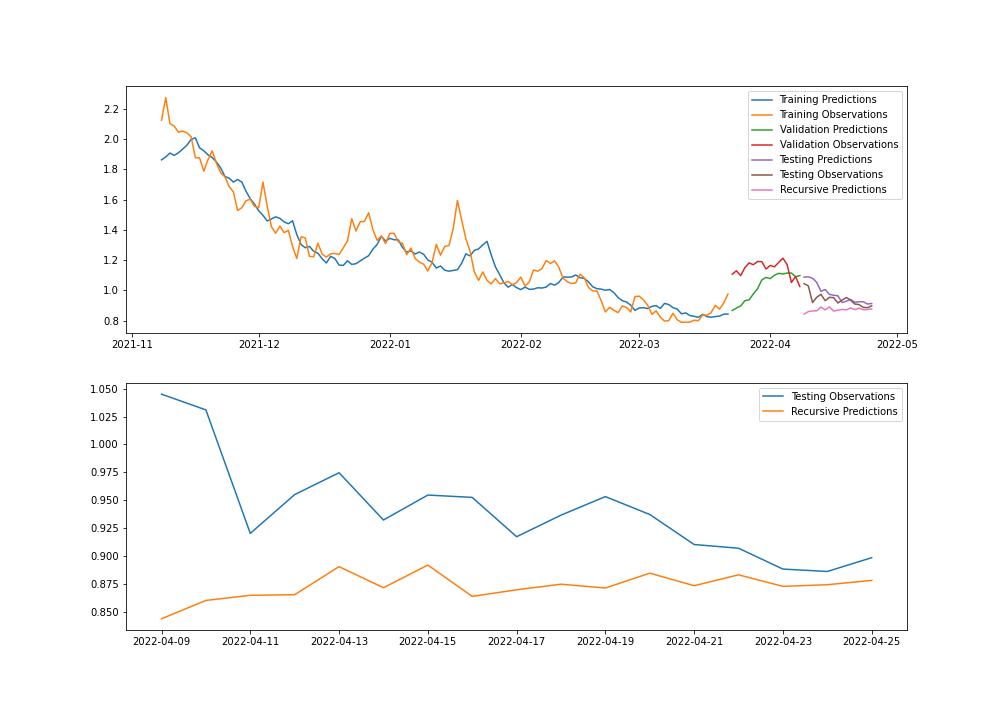 2.2
2.0
1.8
1.6
1.4
1.2
1.0
0.8
Training Predictions
Training Observations
Validation Predictions
Validation Observations
Testing Predictions
Testing Observations
Recursive Predictions
2021-11 2021-12 2022-01 2022-02 2022-03 2022-04 2022-05
1.050
1.025
1.000
0.975
0.950
0.925
0.900
0.875
0.850
Testing Observations
Recursive Predictions
2022-04-09 2022-04-11 2022-04-13 2022-04-15 2022-04-17 2022-04-19 2022-04-21 2022-04-23 2022-04-25